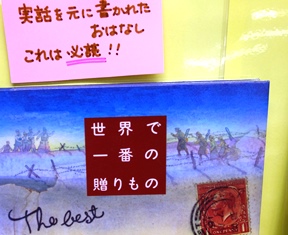 実話を元に書かれた
おはなし
これは必読!!
世界で
一番の
贈りもの
The best